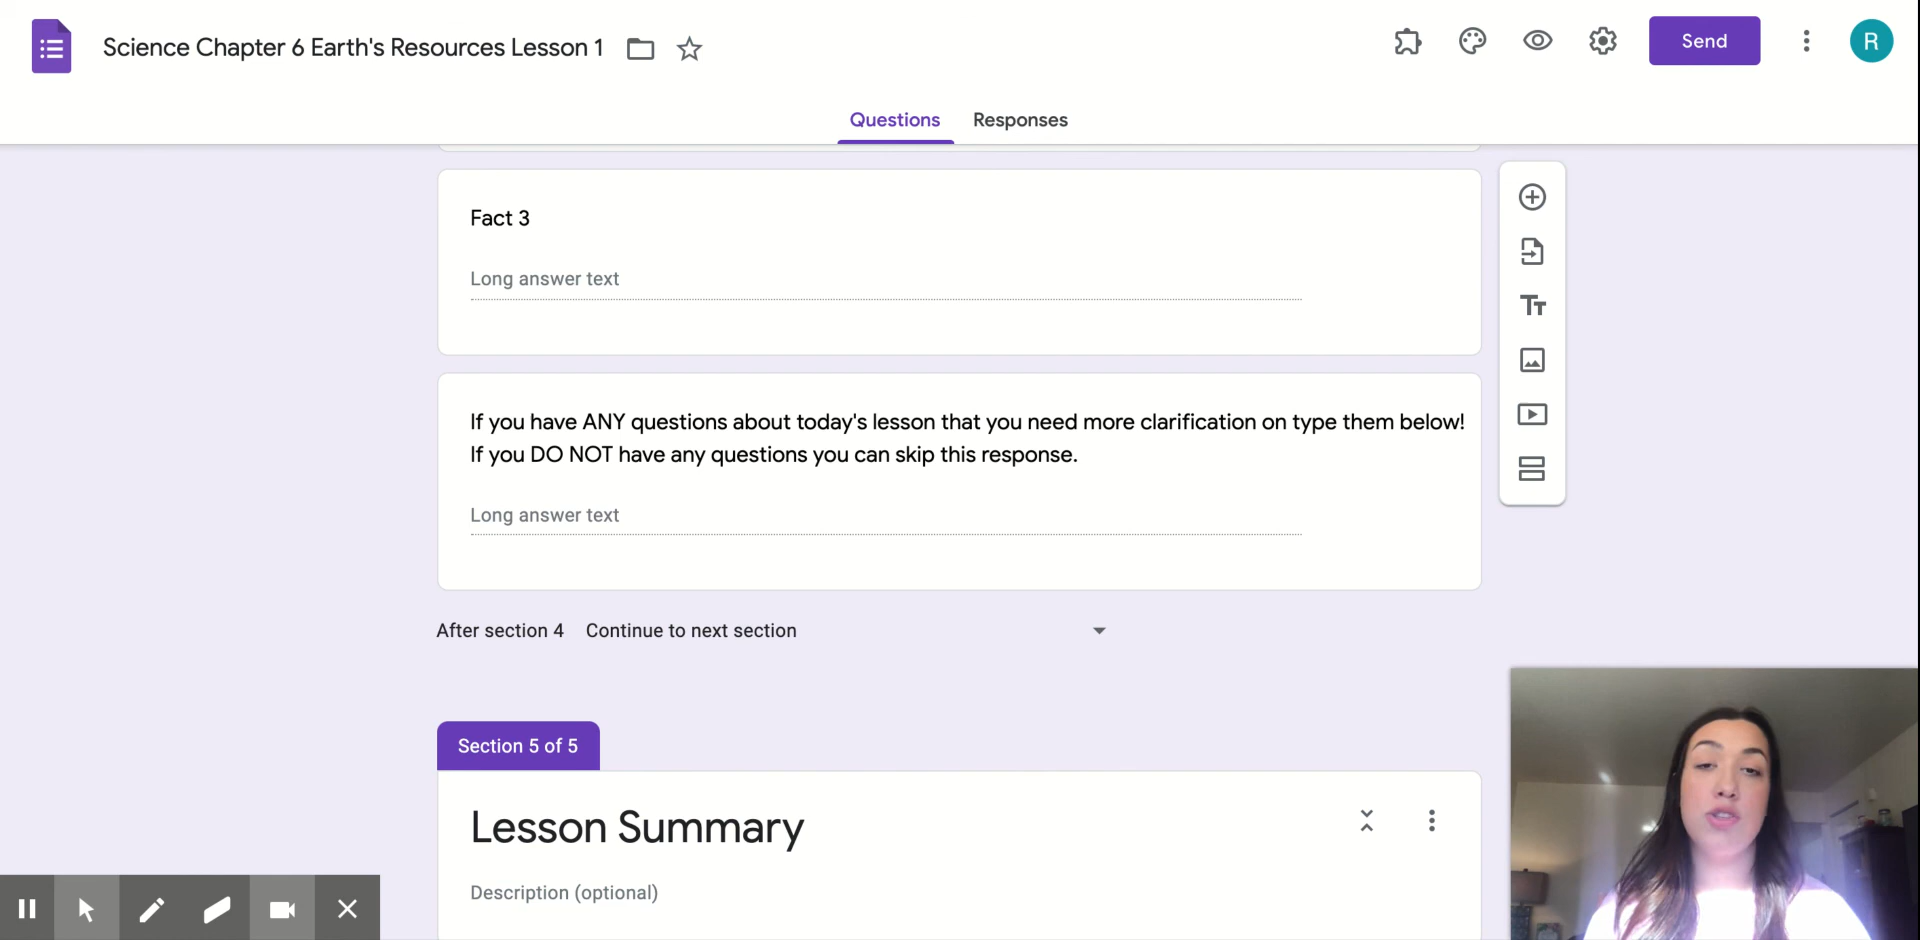 Science Chapter 6 Earth's Resources Lesson 1
Send
R
Questions Responses
Fact 3
Long answer text
If you have ANY questions about today's lesson that you need more clarification on type them below!
If you DO NOT have any questions you can skip this response.
Long answer text
After section 4 Continue to next section
Section 5 of 5
Lesson Summary
Description (optional)